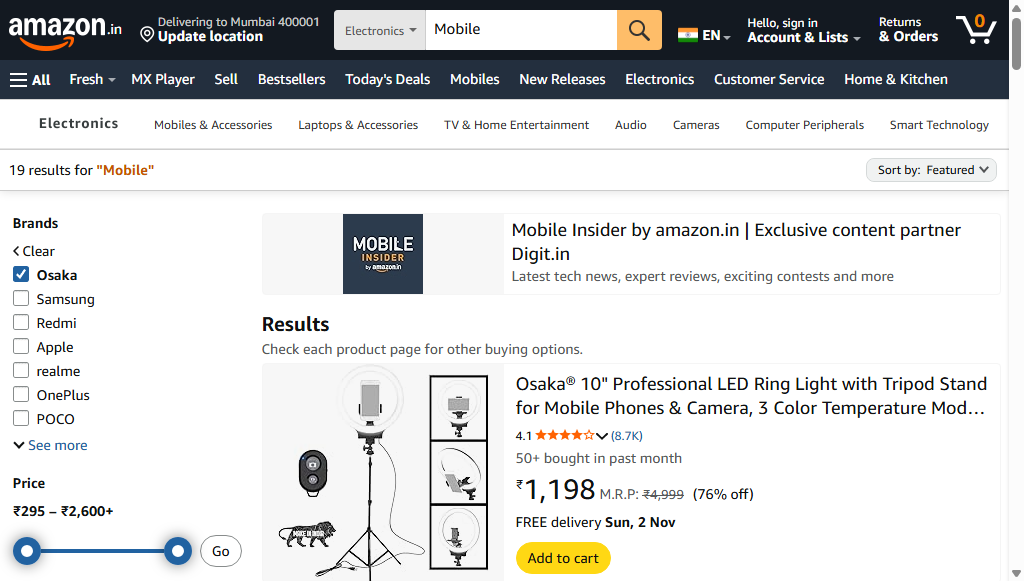 amazon.in
Delivering to Mumbai 400001
Update location
Electronics
Mobile
EN
Hello, sign in
Account & Lists
Returns
& Orders
0
All
Fresh
MX Player
Sell
Bestsellers
Today's Deals
Mobiles
New Releases
Electronics
Customer Service
Home & Kitchen
Electronics
Mobiles & Accessories
Laptops & Accessories
TV & Home Entertainment
Audio
Cameras
Computer Peripherals
Smart Technology
19 results for "Mobile"
Sort by: Featured
Brands
Clear
Osaka
Samsung
Redmi
Apple
realme
OnePlus
POCO
See more
Price
₹295 – ₹2,600+
Go
MOBILE
INSIDER
by amazon.in
Mobile Insider by amazon.in | Exclusive content partner
Digit.in
Latest tech news, expert reviews, exciting contests and more
Results
Check each product page for other buying options.
MADE IN INDIA
Osaka® 10" Professional LED Ring Light with Tripod Stand
for Mobile Phones & Camera, 3 Color Temperature Mod…
4.1 (8.7K)
50+ bought in past month
₹1,198 M.R.P: ₹4,999 (76% off)
FREE delivery Sun, 2 Nov
Add to cart